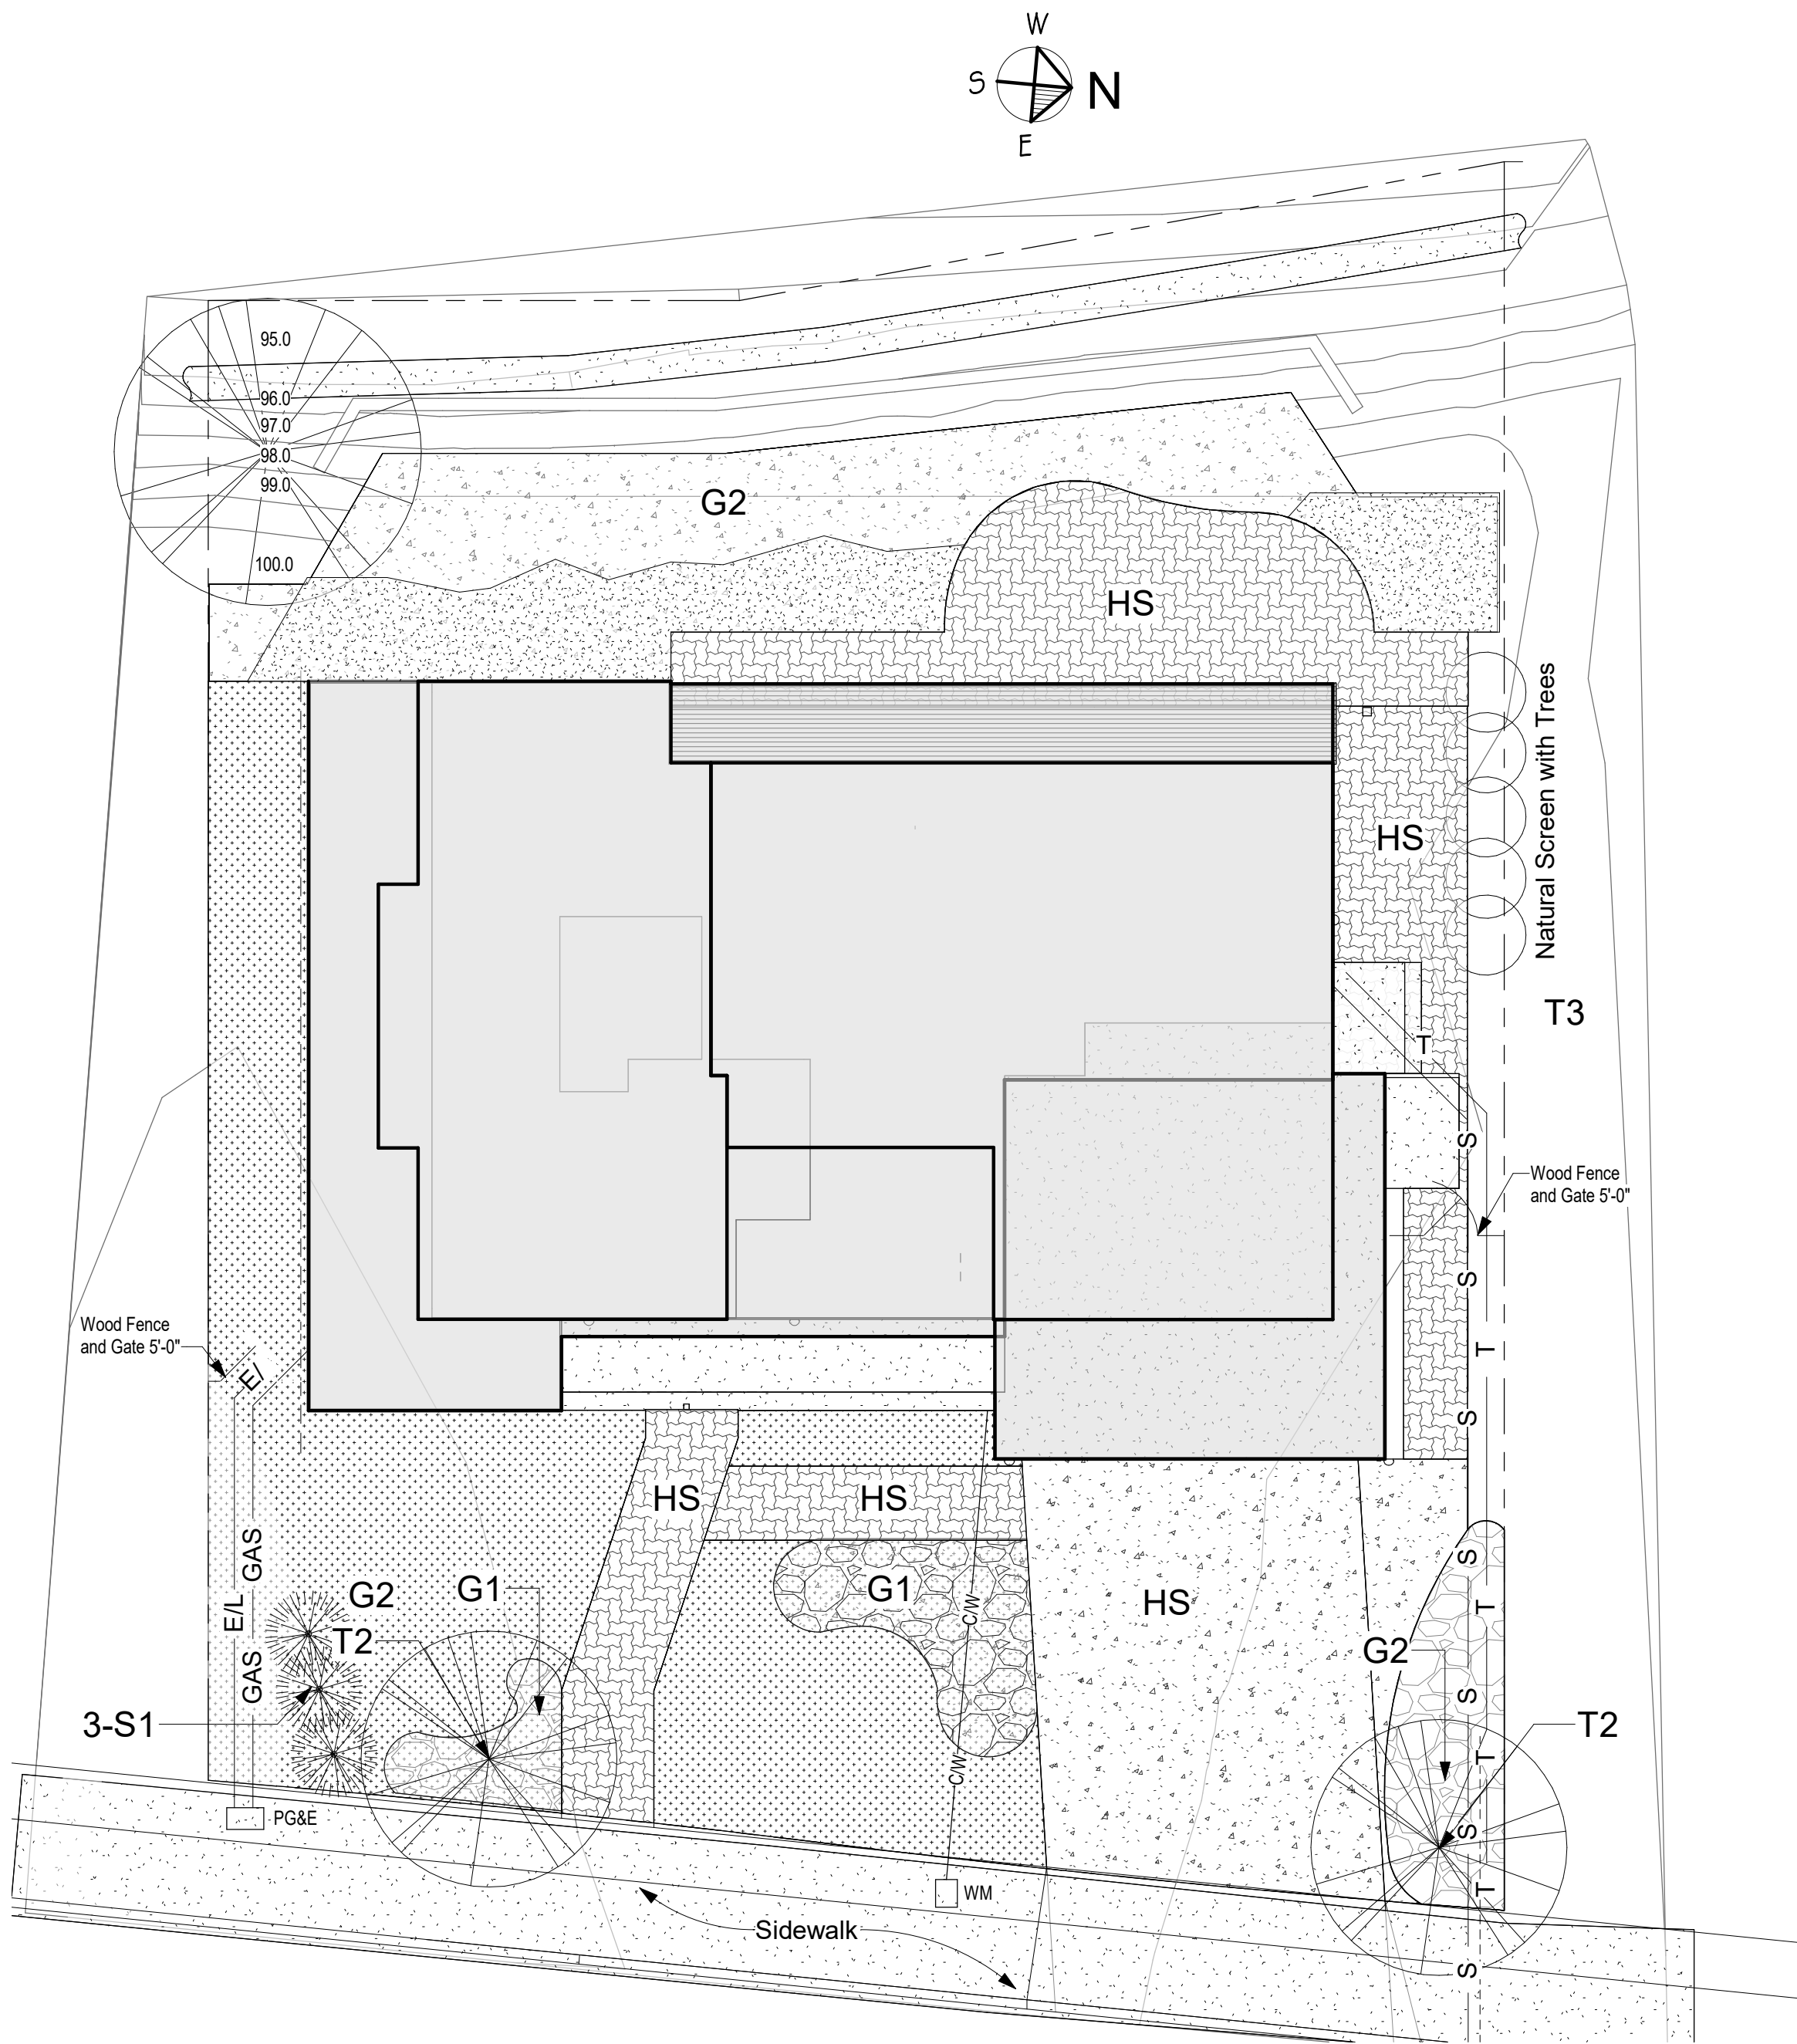 W
S
N
E
95.0
96.0
97.0
98.0
99.0
100.0
G2
HS
Natural Screen with Trees
HS
T3
T
S
Wood Fence
and Gate 5'-0"
S
T
S
Wood Fence
and Gate 5'-0"
E/
HS
HS
GAS
E/L
GAS
G2
G1
G1
C/W
HS
S
T
T2
G2
S
3-S1
T2
T
C/W
PG&E
S
WM
T
Sidewalk
S